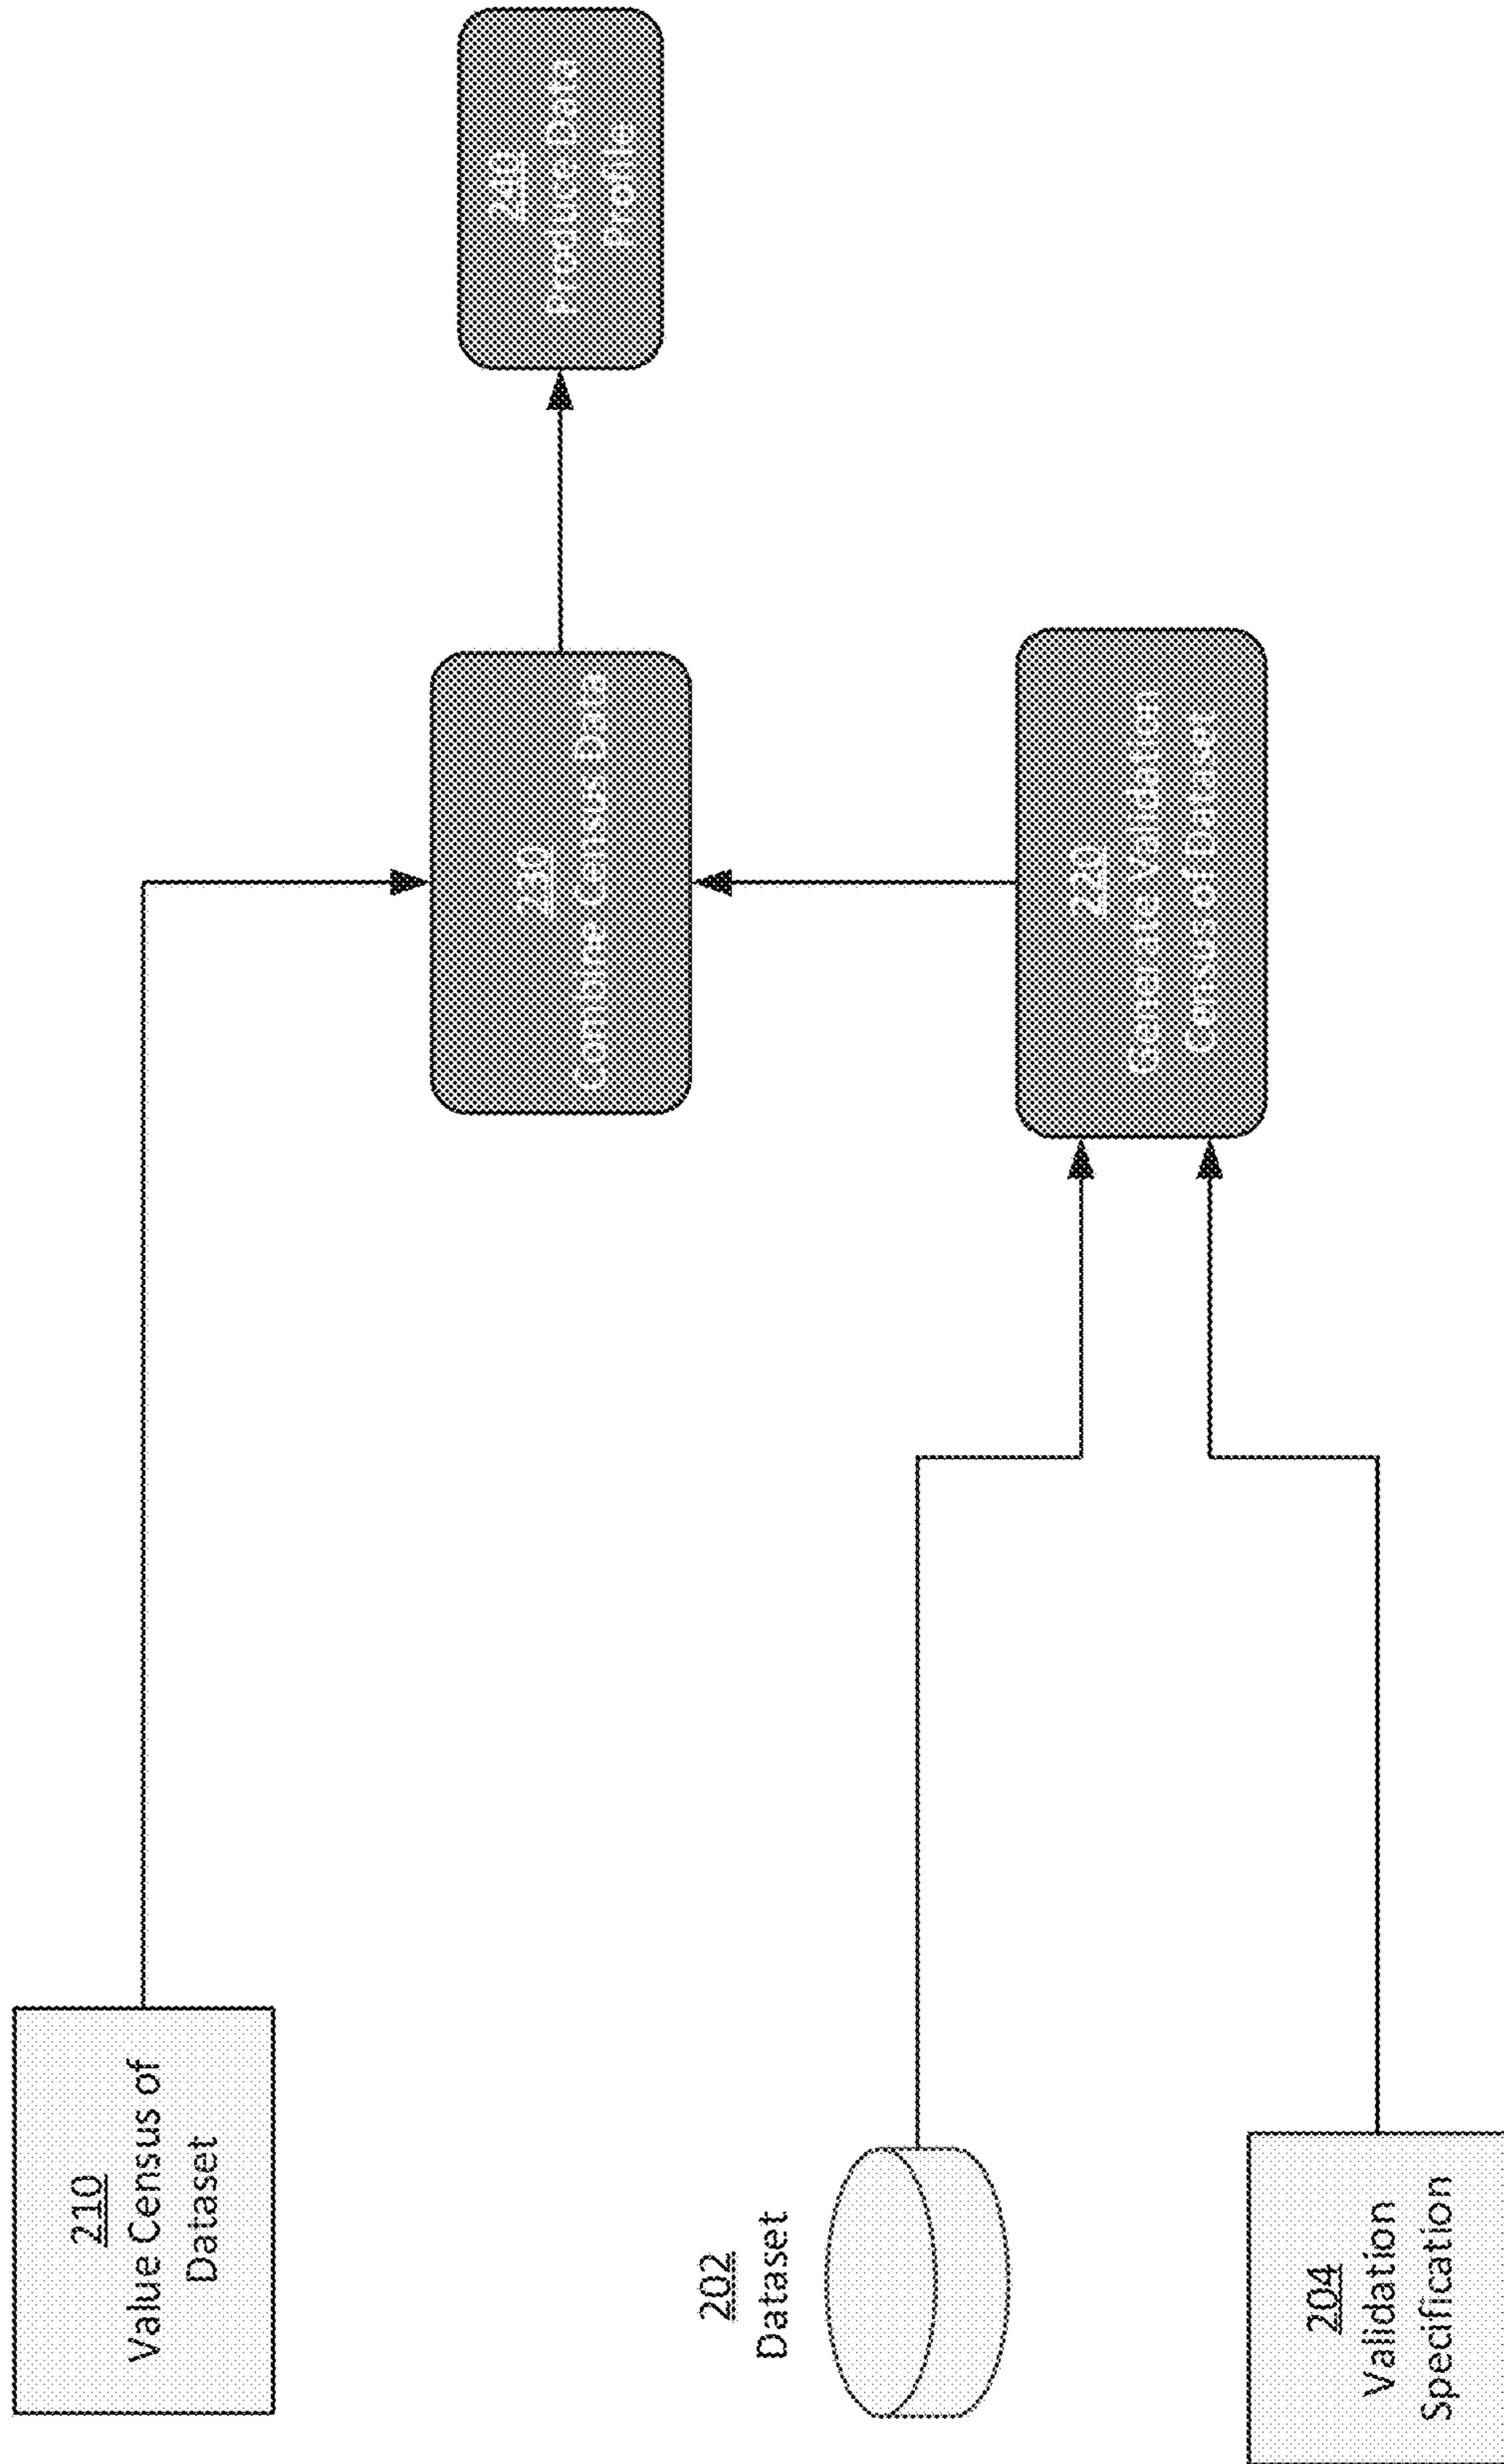 210
Value Census of
Dataset
202
Dataset
204
Validation
Specification
220
Generate Validation
Census of Dataset
230
Combine Census Data
240
Produce Data
Profile